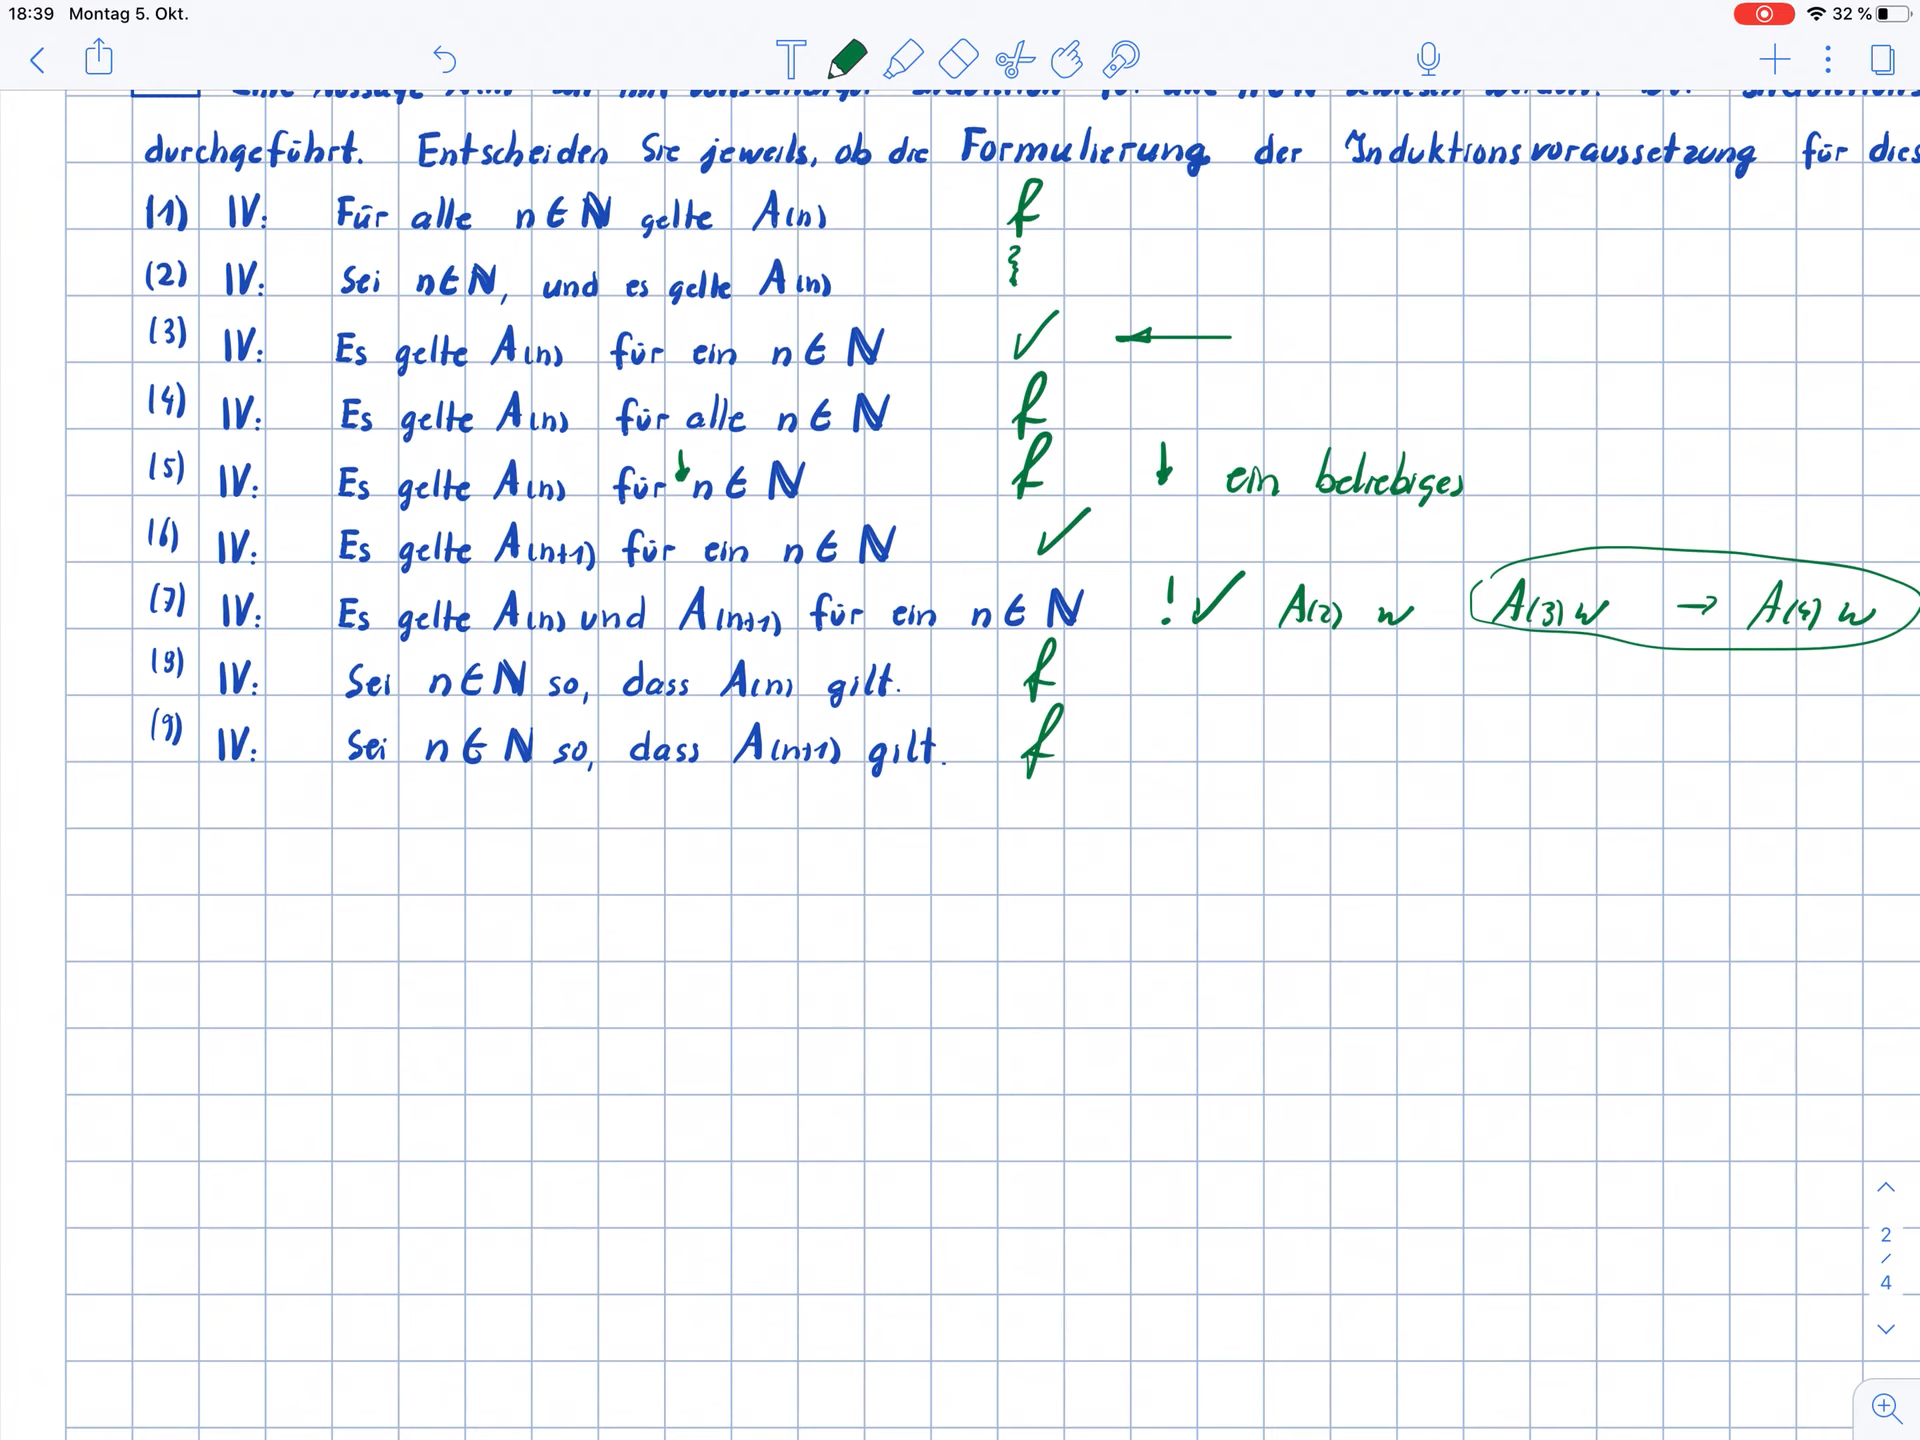 18:39 Montag 5. Okt. 32 %
T
durchgeführt. Entscheiden Sie jeweils, ob die Formulierung der Induktionsvoraussetzung für dies
(1) IV: Für alle n ∈ ℕ gelte A(n) f
(2) IV: Sei n ∈ ℕ, und es gelte A(n)
(3) IV: Es gelte A(n) für ein n ∈ ℕ ✓ ←
(4) IV: Es gelte A(n) für alle n ∈ ℕ f
(5) IV: Es gelte A(n) für ↓ n ∈ ℕ f ↓ ein beliebiges
(6) IV: Es gelte A(n+1) für ein n ∈ ℕ ✓
(7) IV: Es gelte A(n) und A(n+1) für ein n ∈ ℕ ! ✓ A(2) w A(3) w → A(4) w
(8) IV: Sei n ∈ ℕ so, dass A(n) gilt. f
(9) IV: Sei n ∈ ℕ so, dass A(n+1) gilt. f
2
/
4